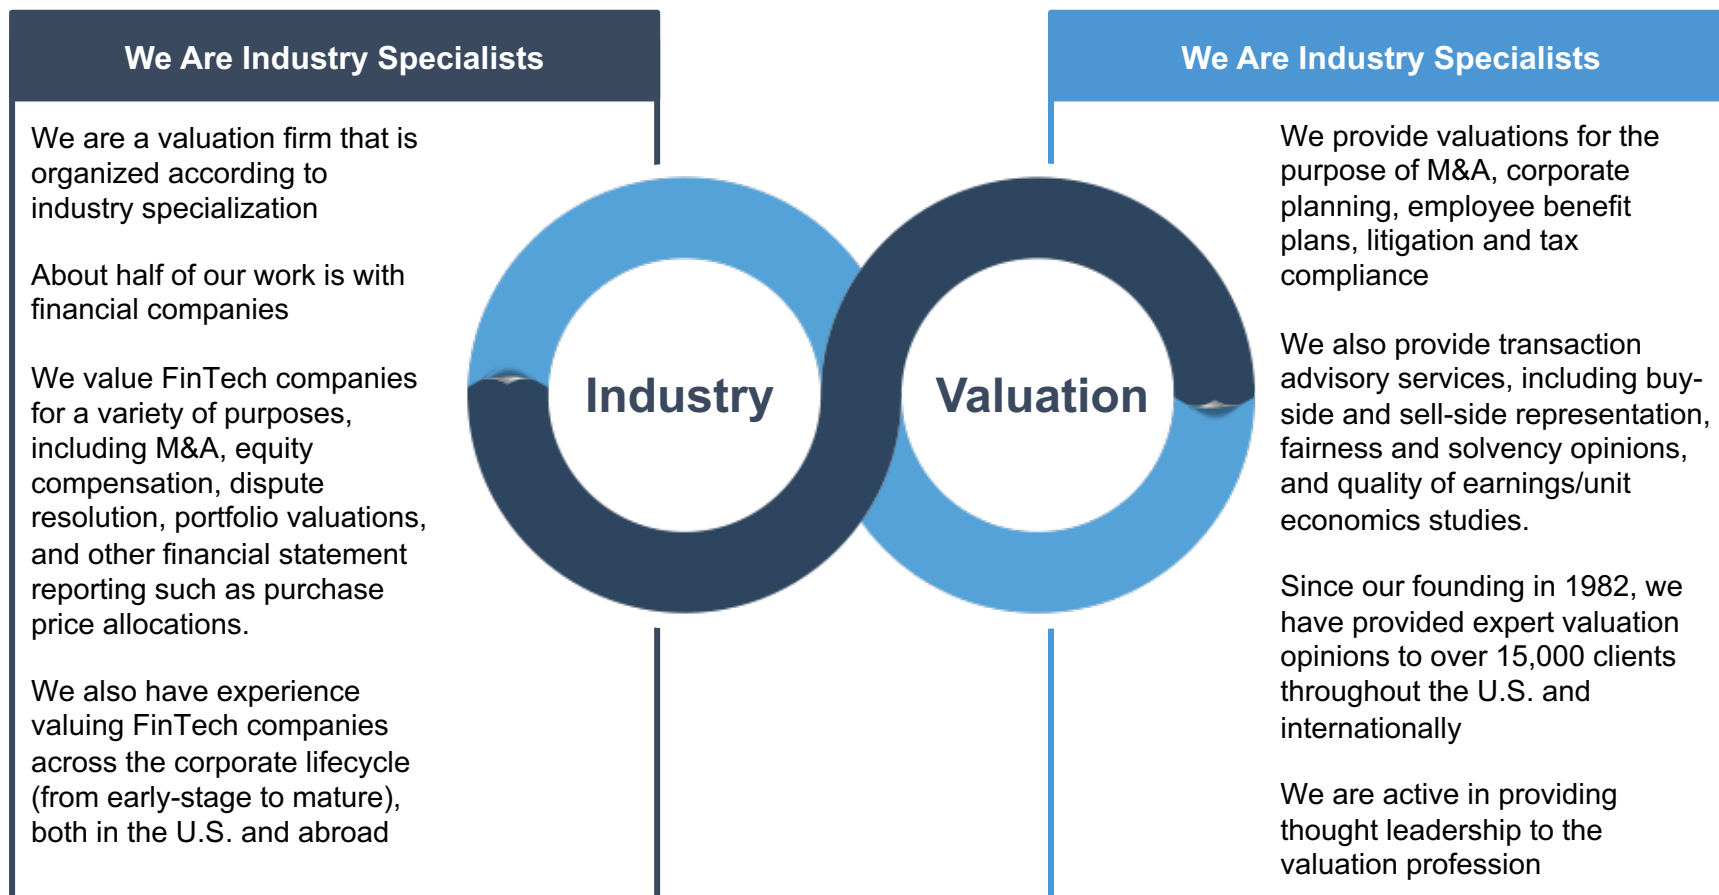 We Are Industry Specialists
We are a valuation firm that is
organized according to
industry specialization
About half of our work is with
financial companies
We value FinTech companies
for a variety of purposes,
including M&A, equity
compensation, dispute
resolution, portfolio valuations,
and other financial statement
reporting such as purchase
price allocations.
We also have experience
valuing FinTech companies
across the corporate lifecycle
(from early-stage to mature),
both in the U.S. and abroad
Industry
Valuation
We Are Industry Specialists
We provide valuations for the
purpose of M&A, corporate
planning, employee benefit
plans, litigation and tax
compliance
We also provide transaction
advisory services, including buy-
side and sell-side representation,
fairness and solvency opinions,
and quality of earnings/unit
economics studies.
Since our founding in 1982, we
have provided expert valuation
opinions to over 15,000 clients
throughout the U.S. and
internationally
We are active in providing
thought leadership to the
valuation profession